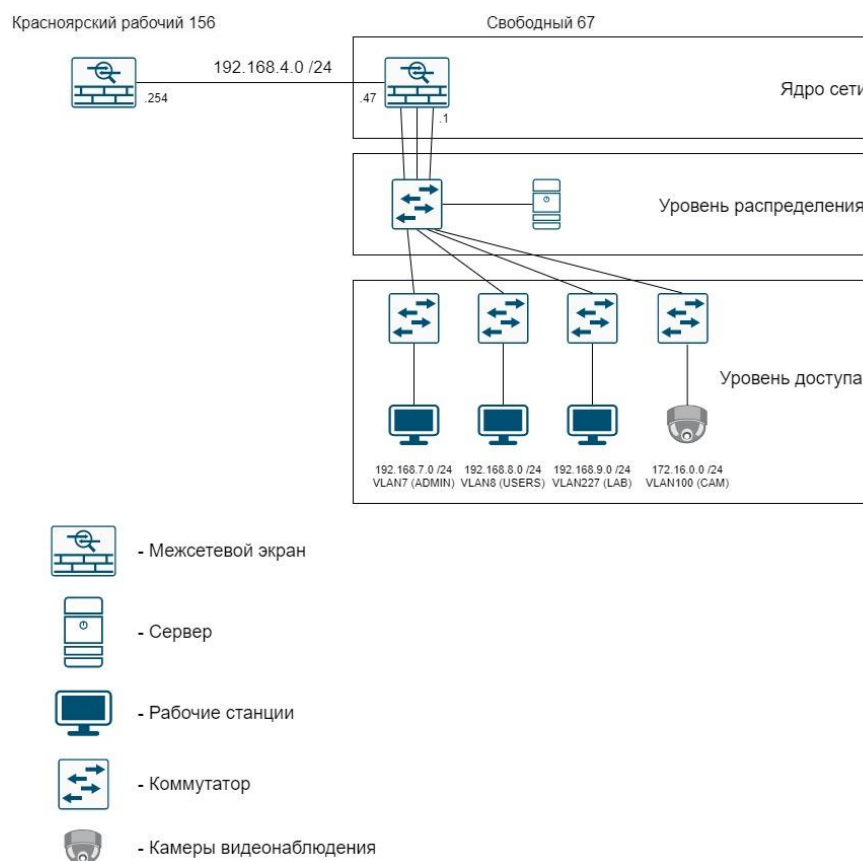 Красноярский рабочий 156
Свободный 67
192.168.4.0 /24
.254
.47
.1
Ядро сети
Уровень распределения
Уровень доступа
192.168.7.0 /24
VLAN7 (ADMIN)
192.168.8.0 /24
VLAN8 (USERS)
192.168.9.0 /24
VLAN227 (LAB)
172.16.0.0 /24
VLAN100 (CAM)
- Межсетевой экран
- Сервер
- Рабочие станции
- Коммутатор
- Камеры видеонаблюдения